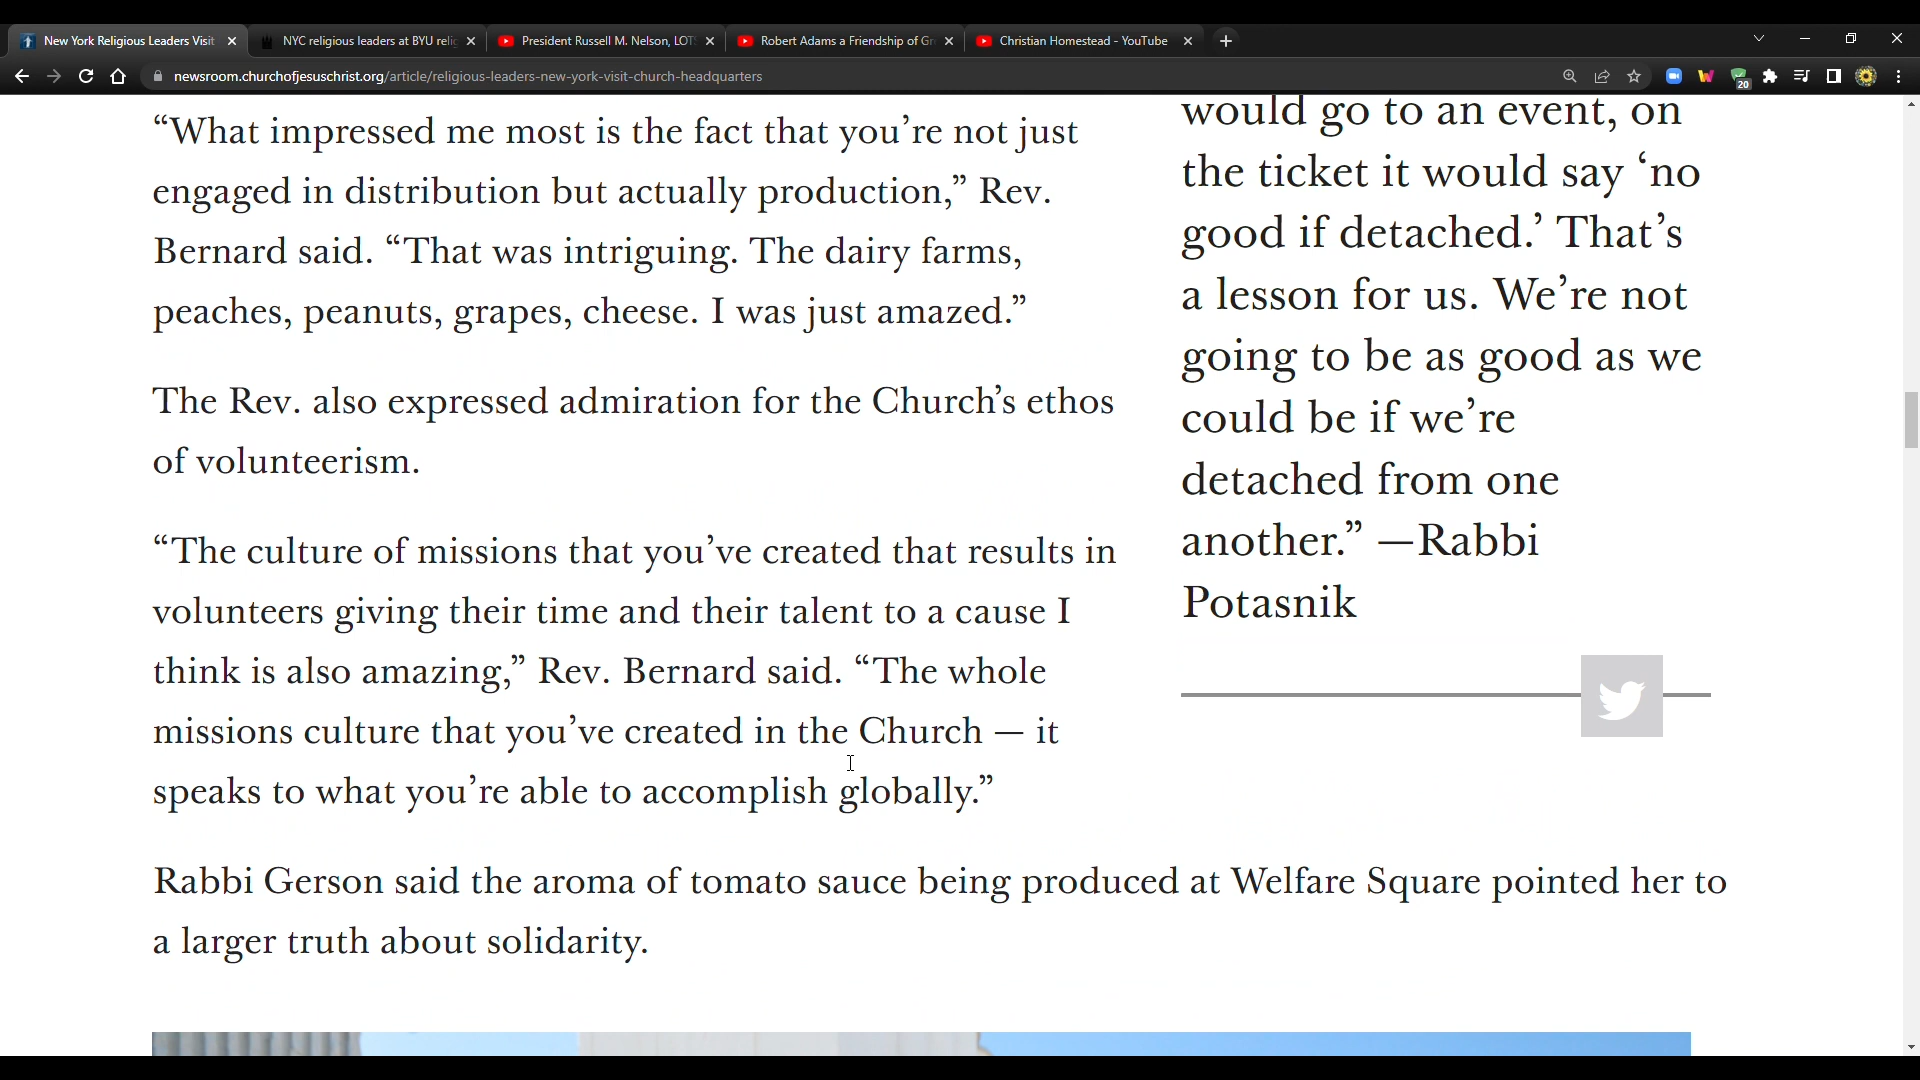 New York Religious Leaders Visit
NYC religious leaders at BYU relig
President Russell M. Nelson, LOT
Robert Adams a Friendship of Gr
Christian Homestead - YouTube
newsroom.churchofjesuschrist.org/article/religious-leaders-new-york-visit-church-headquarters
20
“What impressed me most is the fact that you’re not just
engaged in distribution but actually production,” Rev.
Bernard said. “That was intriguing. The dairy farms,
peaches, peanuts, grapes, cheese. I was just amazed.”
The Rev. also expressed admiration for the Church’s ethos
of volunteerism.
“The culture of missions that you’ve created that results in
volunteers giving their time and their talent to a cause I
think is also amazing,” Rev. Bernard said. “The whole
missions culture that you’ve created in the Church — it
speaks to what you’re able to accomplish globally.”
would go to an event, on
the ticket it would say ‘no
good if detached.’ That’s
a lesson for us. We’re not
going to be as good as we
could be if we’re
detached from one
another.” —Rabbi
Potasnik
Rabbi Gerson said the aroma of tomato sauce being produced at Welfare Square pointed her to
a larger truth about solidarity.